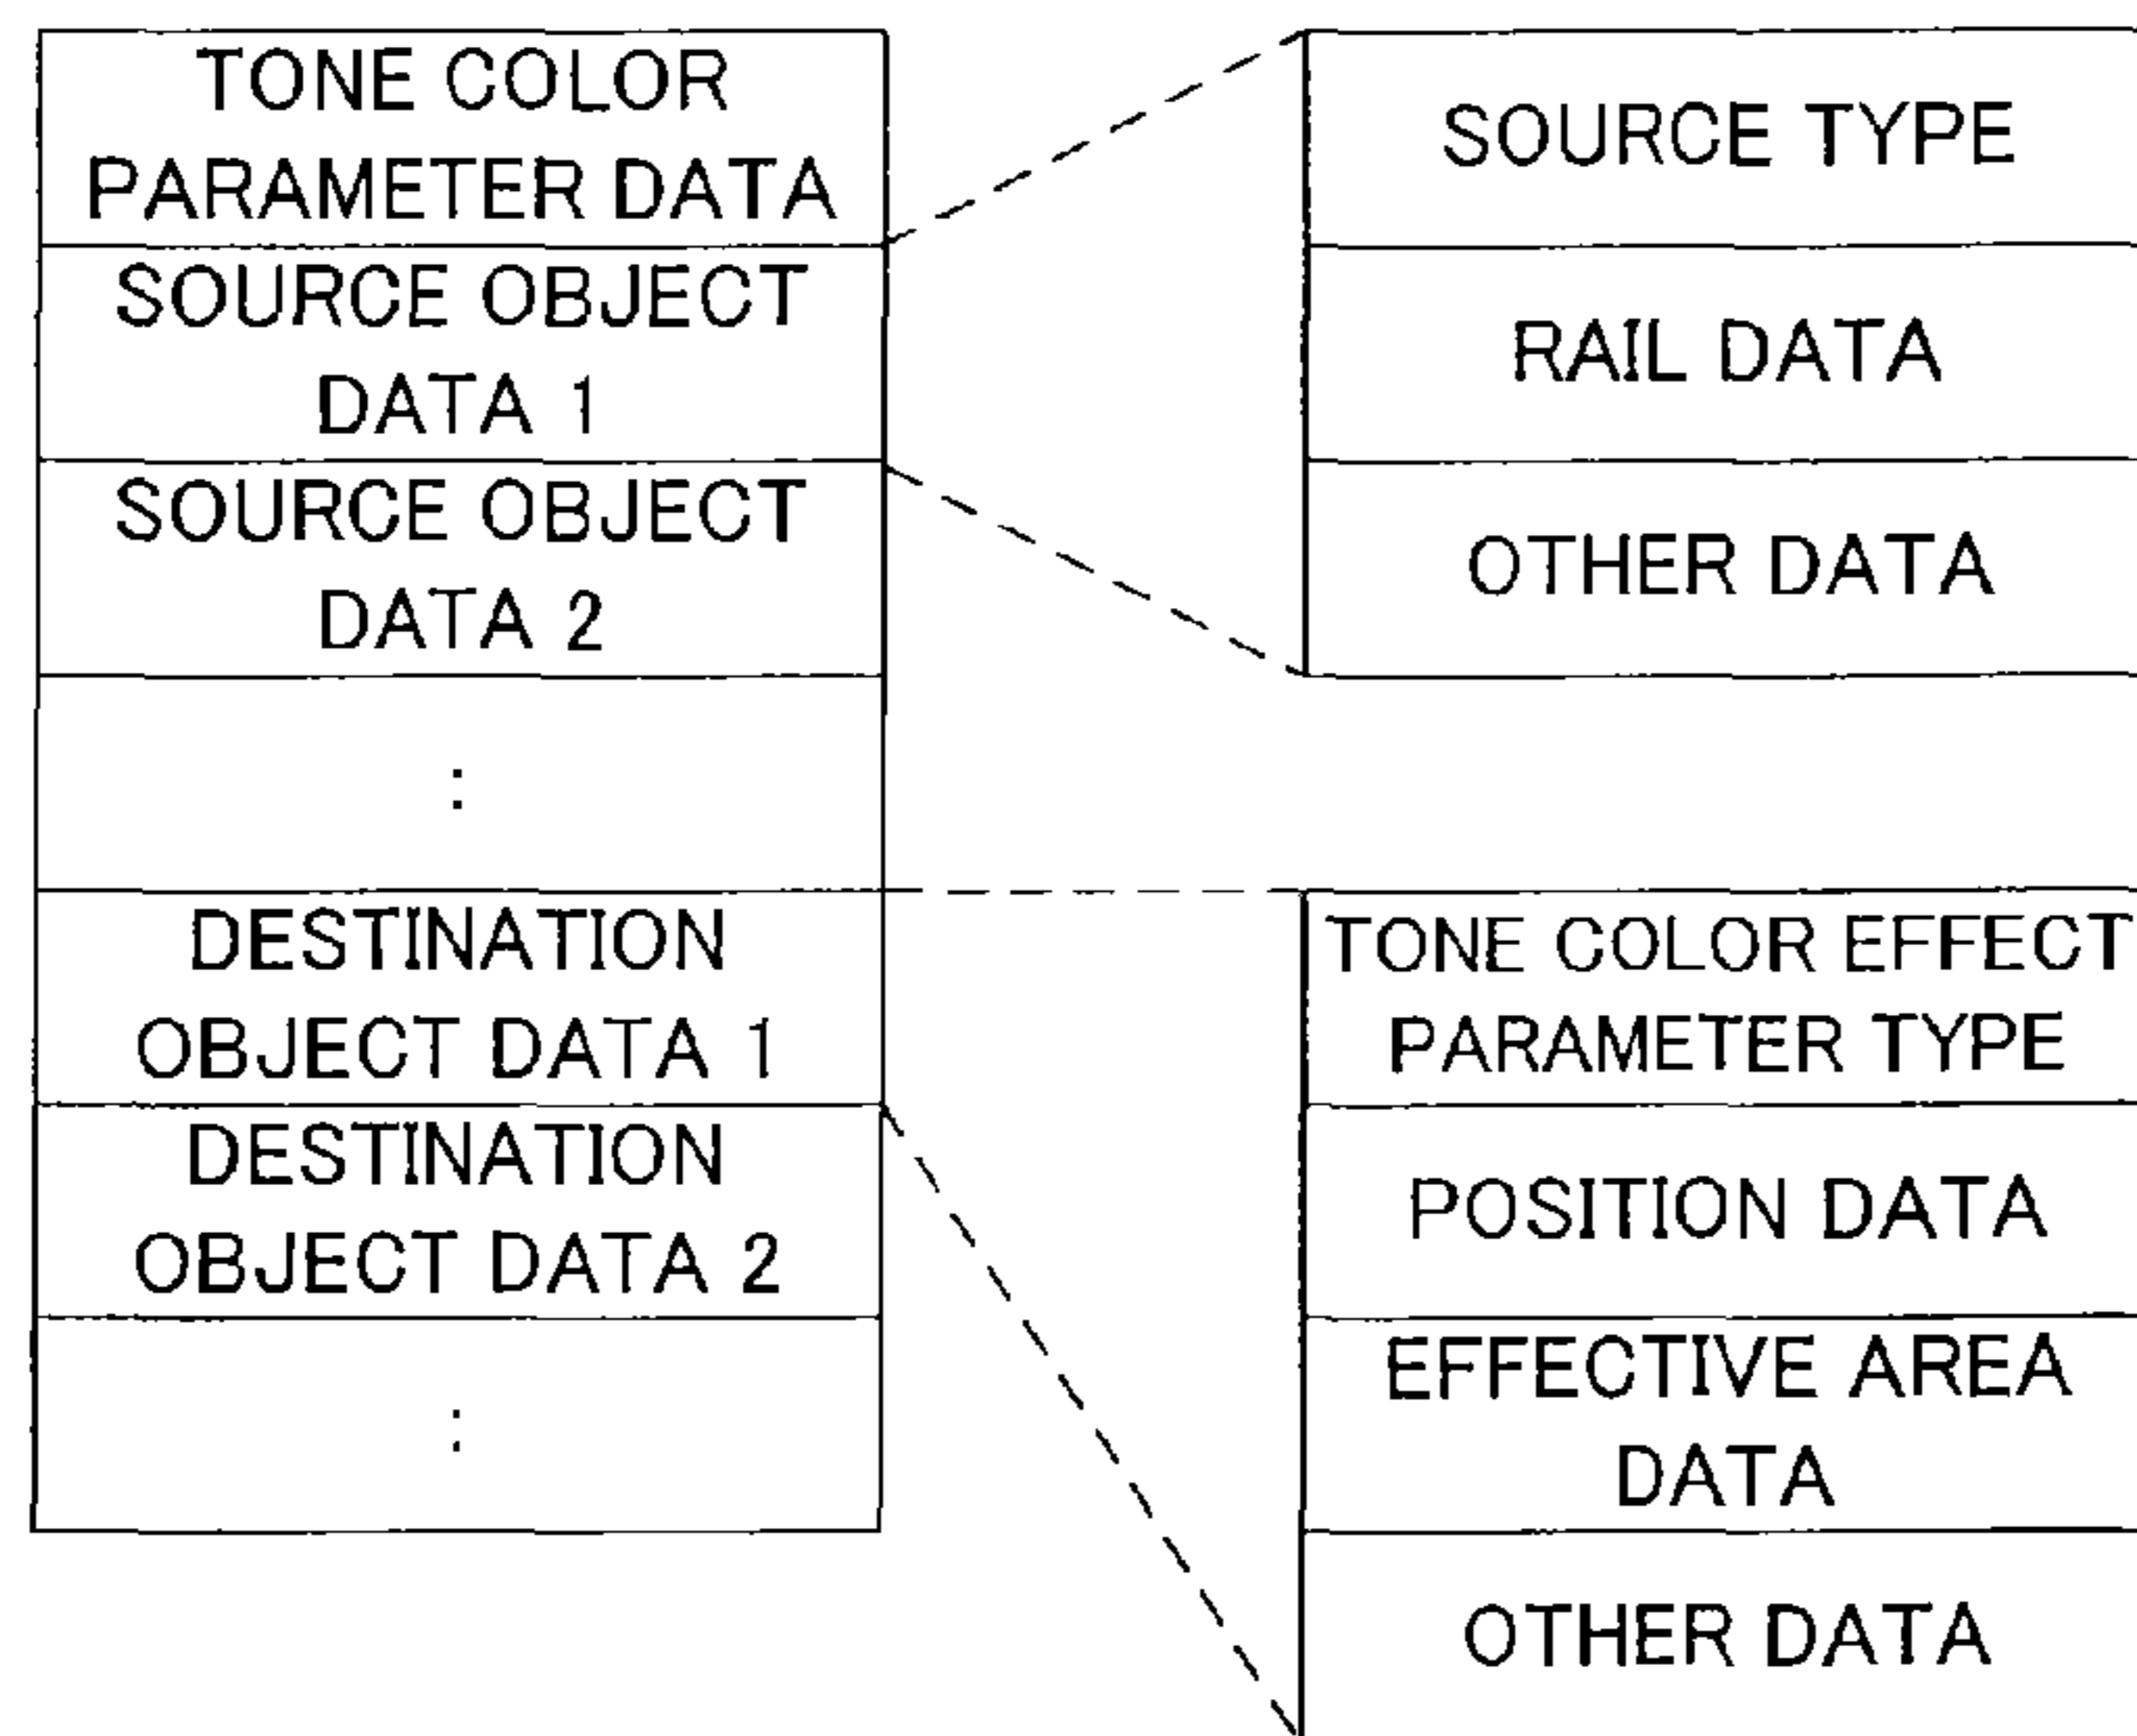 TONE COLOR
PARAMETER DATA
SOURCE OBJECT
DATA 1
SOURCE OBJECT
DATA 2
:
DESTINATION
OBJECT DATA 1
DESTINATION
OBJECT DATA 2
:
SOURCE TYPE
RAIL DATA
OTHER DATA
TONE COLOR EFFECT
PARAMETER TYPE
POSITION DATA
EFFECTIVE AREA
DATA
OTHER DATA